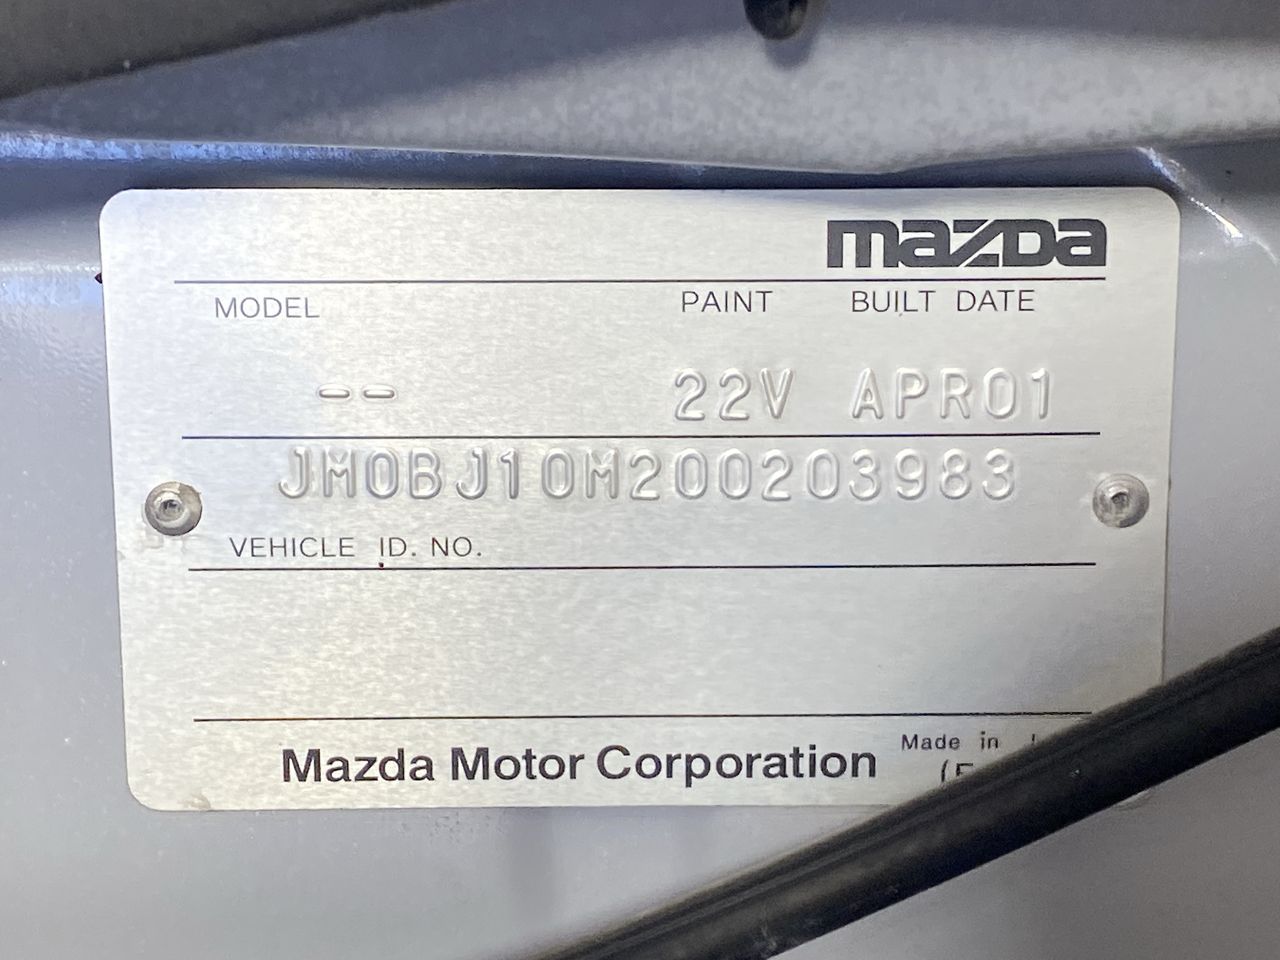 mazda
MODEL PAINT BUILT DATE
-- 22V APR01
JM0BJ10M200203983
VEHICLE ID. NO.
Mazda Motor Corporation Made in